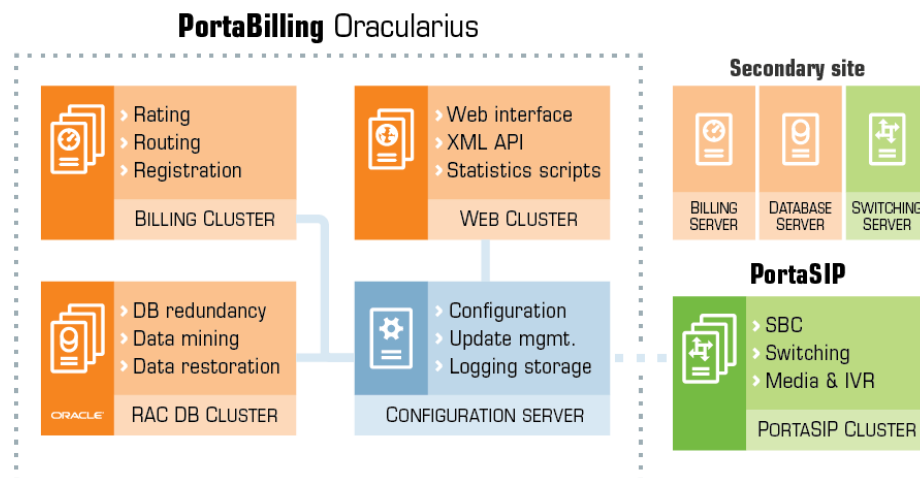 PortaBilling Oracularius
Rating
Routing
Registration
BILLING CLUSTER
Web interface
XML API
Statistics scripts
WEB CLUSTER
DB redundancy
Data mining
Data restoration
ORACLE
RAC DB CLUSTER
Configuration
Update mgmt.
Logging storage
CONFIGURATION SERVER
Secondary site
BILLING
SERVER
DATABASE
SERVER
SWITCHING
SERVER
PortaSIP
SBC
Switching
Media & IVR
PORTASIP CLUSTER